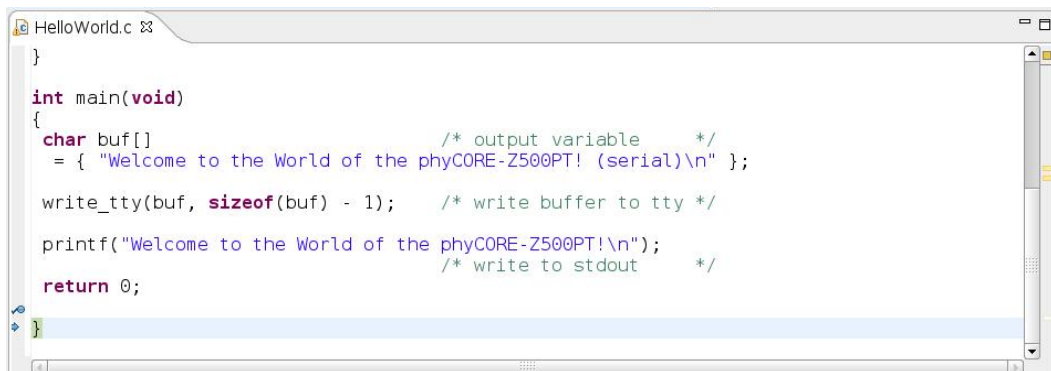 HelloWorld.c
}
int main(void)
{
char buf[] /* output variable */
= { "Welcome to the World of the phyCORE-Z500PT! (serial)\n" };
write_tty(buf, sizeof(buf) - 1); /* write buffer to tty */
printf("Welcome to the World of the phyCORE-Z500PT!\n");
/* write to stdout */
return 0;
}